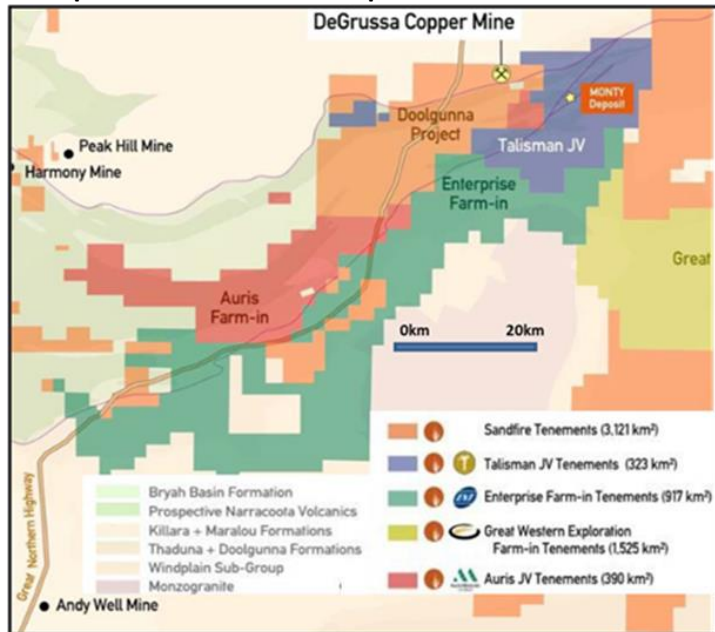 DeGrussa Copper Mine
MONTY
Deposit
Doolgunna
Project
Talisman JV
Peak Hill Mine
Harmony Mine
Enterprise
Farm-in
Great
Auris
Farm-in
0km 20km
Sandfire Tenements (3,121 km²)
Talisman JV Tenements (323 km²)
Enterprise Farm-in Tenements (917 km²)
Great Western Exploration
Farm-in Tenements (1,525 km²)
Auris JV Tenements (390 km²)
Bryah Basin Formation
Prospective Narracoota Volcanics
Killara + Maralou Formations
Thaduna + Doolgunna Formations
Windplain Sub-Group
Monzogranite
Great Northern Highway
Andy Well Mine